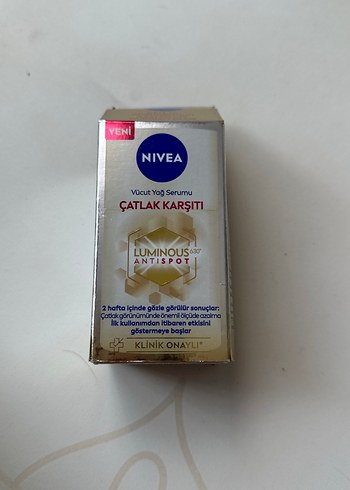 YENİ
NIVEA
Vücut Yağ Serumu
ÇATLAK KARŞITI
LUMINOUS630®
ANTISPOT
2 hafta içinde gözle görülür sonuçlar:
Çatlak görünümünde önemli ölçüde azalma
İlk kullanımdan itibaren etkisini
göstermeye başlar
KLİNİK ONAYLI*